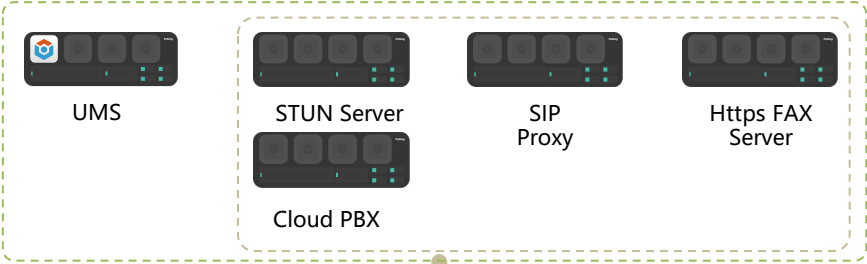 UMS
STUN Server
SIP
Proxy
Https FAX
Server
Cloud PBX